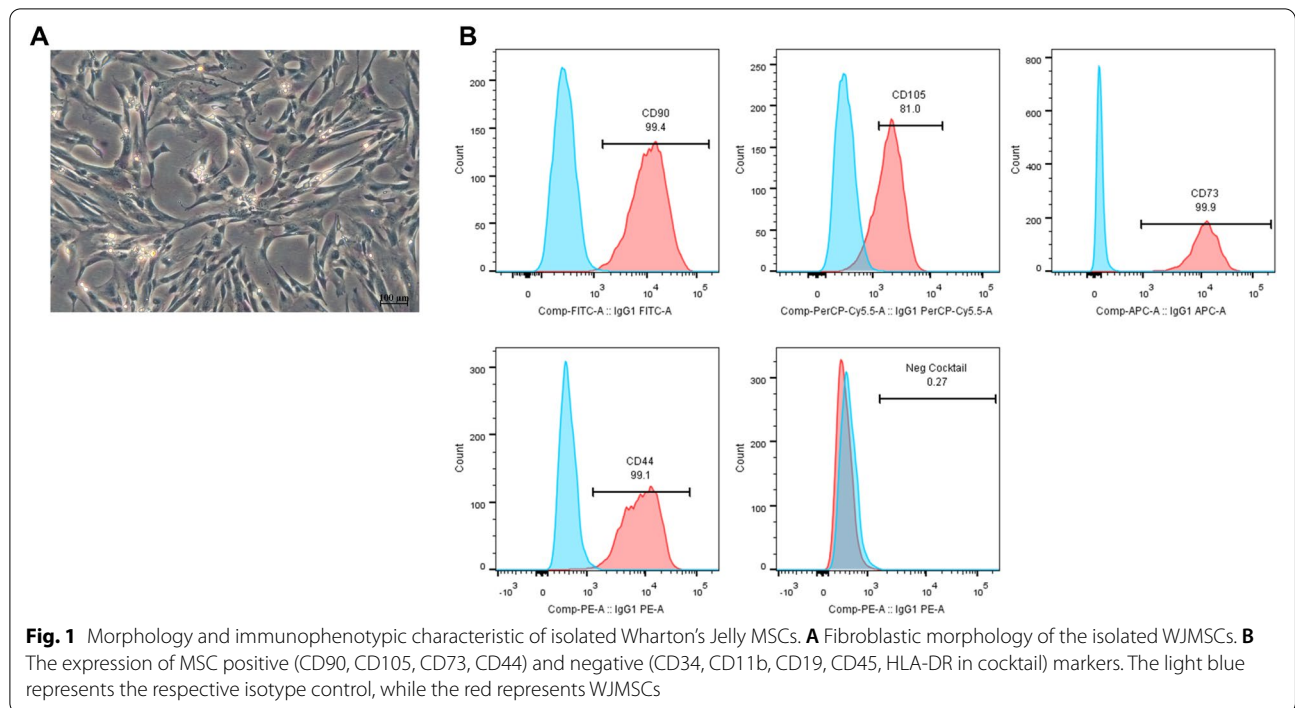 A
B
100 µm
200
150
100
50
0
Count
CD90
99.4
0
10^3
10^4
10^5
Comp-FITC-A :: IgG1 FITC-A
250
200
150
100
50
0
Count
CD105
81.0
0
10^3
10^4
10^5
Comp-PerCP-Cy5.5-A :: IgG1 PerCP-Cy5.5-A
800
600
400
200
0
Count
CD73
99.9
0
10^3
10^4
10^5
Comp-APC-A :: IgG1 APC-A
300
200
100
0
Count
CD44
99.1
-10^3
0
10^3
10^4
10^5
Comp-PE-A :: IgG1 PE-A
300
200
100
0
Count
Neg Cocktail
0.27
-10^3
0
10^3
10^4
10^5
Comp-PE-A :: IgG1 PE-A
Fig. 1 Morphology and immunophenotypic characteristic of isolated Wharton's Jelly MSCs. A Fibroblastic morphology of the isolated WJMSCs. B
The expression of MSC positive (CD90, CD105, CD73, CD44) and negative (CD34, CD11b, CD19, CD45, HLA-DR in cocktail) markers. The light blue
represents the respective isotype control, while the red represents WJMSCs